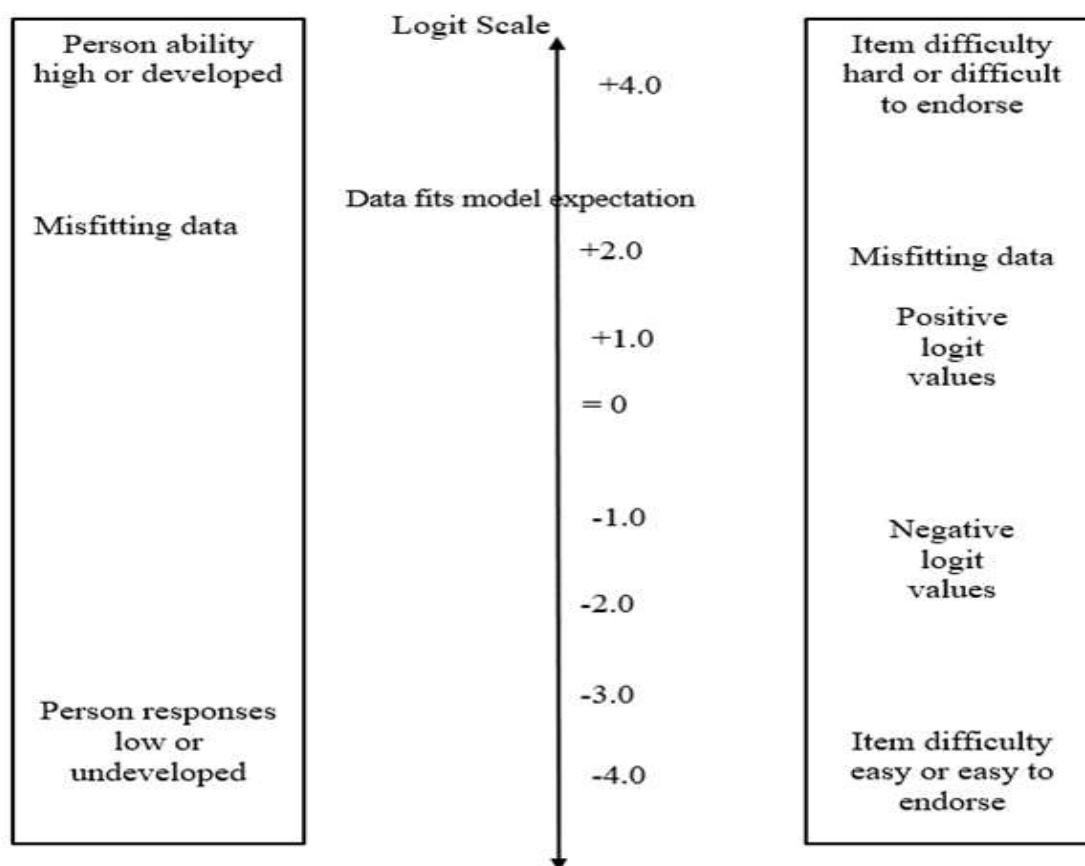 Logit Scale
Person ability
high or developed
Misfitting data
Person responses
low or
undeveloped
+4.0
Data fits model expectation
+2.0
+1.0
= 0
-1.0
-2.0
-3.0
-4.0
Item difficulty
hard or difficult
to endorse
Misfitting data
Positive
logit
values
Negative
logit
values
Item difficulty
easy or easy to
endorse